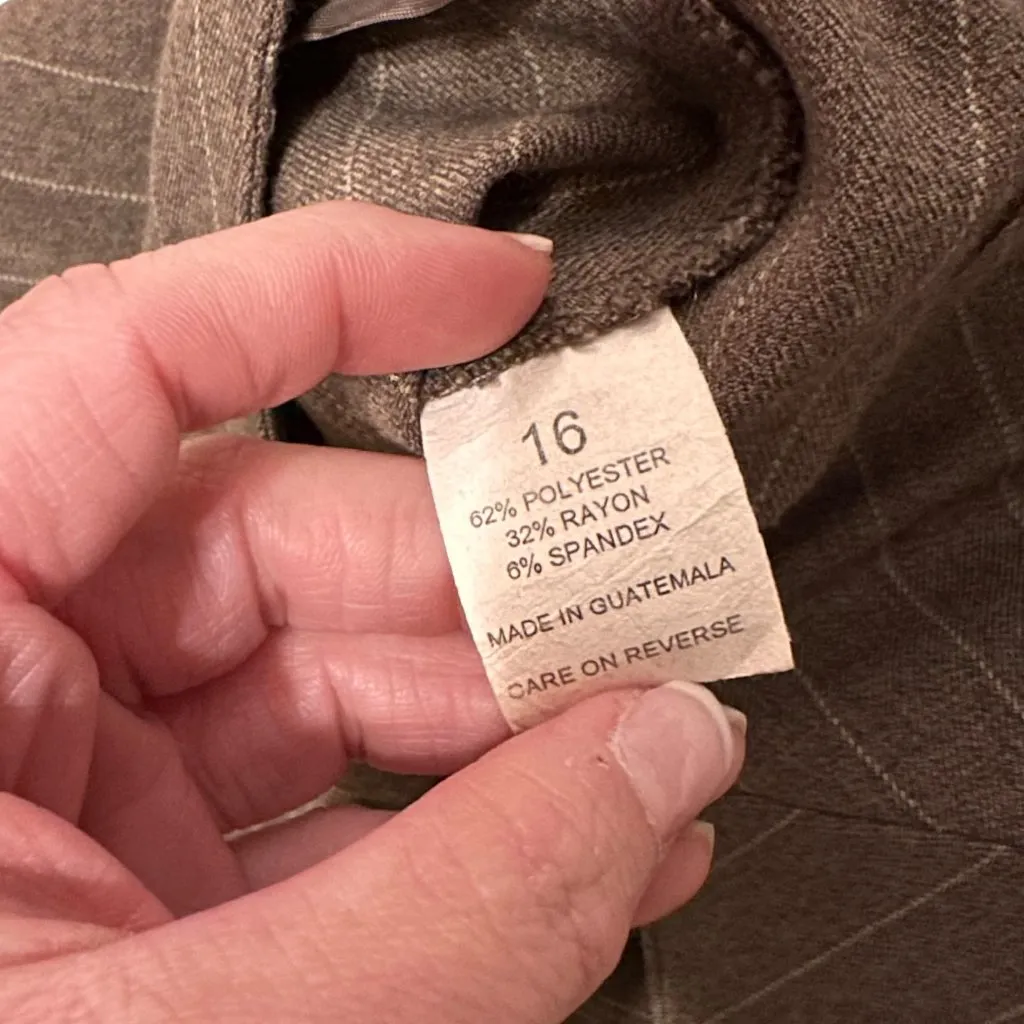 16
62% POLYESTER
32% RAYON
6% SPANDEX
MADE IN GUATEMALA
CARE ON REVERSE